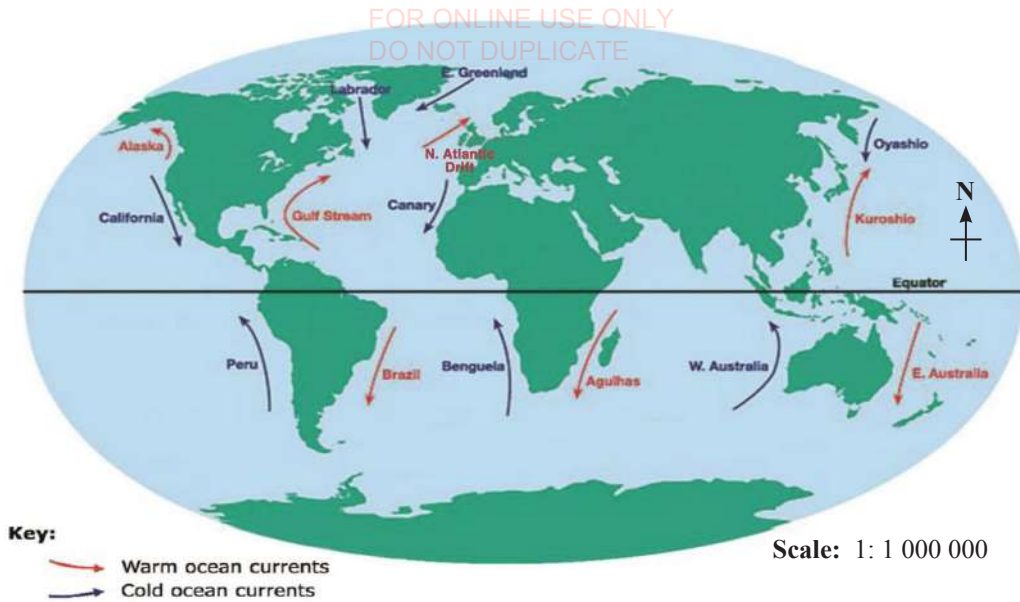 FOR ONLINE USE ONLY
DO NOT DUPLICATE
E. Greenland
Labrador
Alaska
N. Atlantic
Drift
Oyashio
California
Gulf Stream
Canary
Kuroshio
N
Equator
Peru
Brazil
Benguela
Agulhas
W. Australia
E. Australia
Key:
Warm ocean currents
Cold ocean currents
Scale: 1: 1 000 000